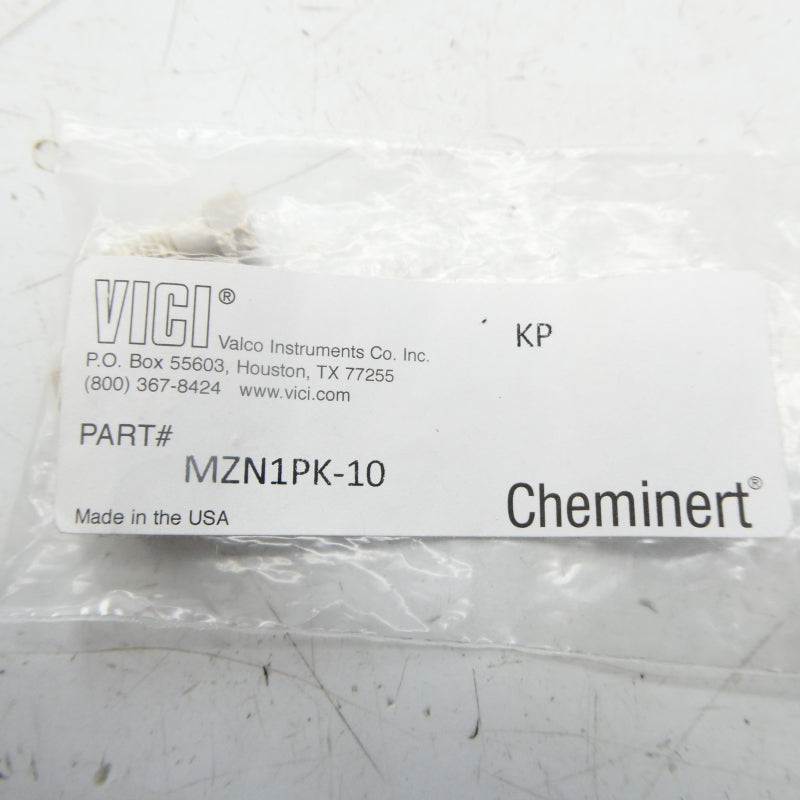 VICI® Valco Instruments Co. Inc.
P.O. Box 55603, Houston, TX 77255
(800) 367-8424 www.vici.com
KP
PART#
MZN1PK-10
Made in the USA
Cheminert®